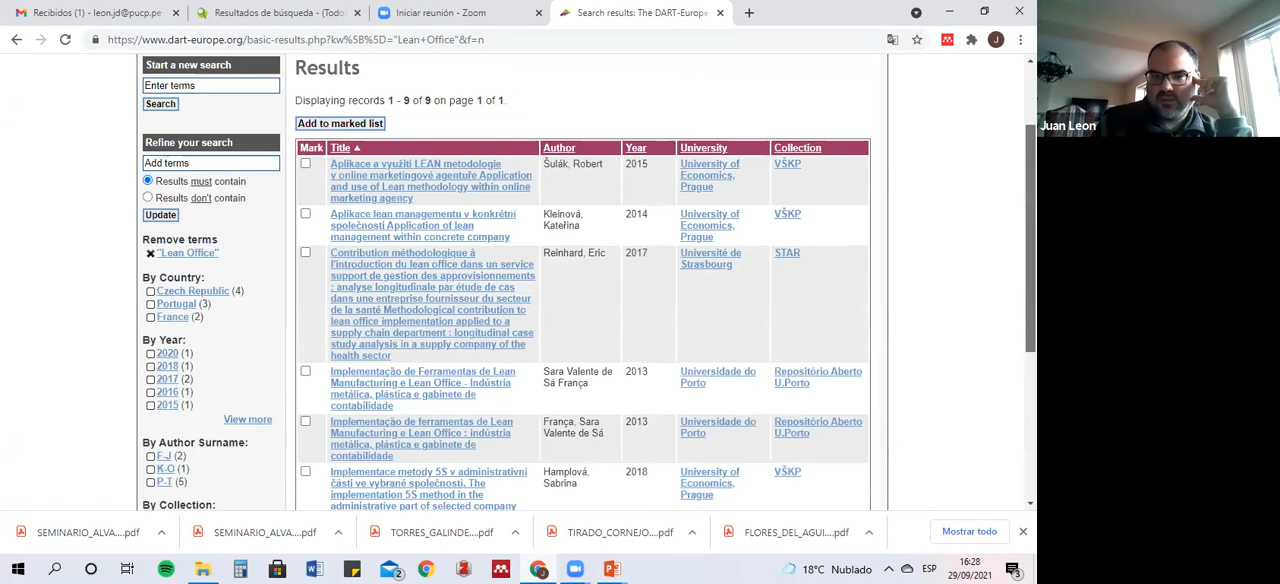 Recibidos (1) - leon.jd@pucp.pe
Resultados de búsqueda - (Todo
Iniciar reunión - Zoom
Search results: The DART-Europe
https://www.dart-europe.org/basic-results.php?kw%5B%5D="Lean+Office"&f=n
J
Juan Leon
Start a new search
Enter terms
Search
Refine your search
Add terms
Results must contain
Results don't contain
Update
Remove terms
"Lean Office"
By Country:
Czech Republic (4)
Portugal (3)
France (2)
By Year:
2020 (1)
2018 (1)
2017 (2)
2016 (1)
2015 (1)
View more
By Author Surname:
F-J (2)
K-O (1)
P-T (5)
By Collection:
Results
Displaying records 1 - 9 of 9 on page 1 of 1.
Add to marked list
Mark Title Author Year University Collection
Aplikace a využití LEAN metodologie
v online marketingové agentuře Application
and use of Lean methodology within online
marketing agency
Šulák, Robert
2015
University of
Economics,
Prague
VŠKP
Aplikace lean managementu v konkrétní
společnosti Application of lean
management within concrete company
Kleinová,
Kateřina
2014
University of
Economics,
Prague
VŠKP
Contribution méthodologique à
l'introduction du lean office dans un service
support de gestion des approvisionnements
: analyse longitudinale par étude de cas
dans une entreprise fournisseur du secteur
de la santé Methodological contribution to
lean office implementation applied to a
supply chain department : longitudinal case
study analysis in a supply company of the
health sector
Reinhard, Eric
2017
Université de
Strasbourg
STAR
Implementação de Ferramentas de Lean
Manufacturing e Lean Office - Indústria
metálica, plástica e gabinete de
contabilidade
Sara Valente de
Sá França
2013
Universidade do
Porto
Repositório Aberto
U.Porto
Implementação de ferramentas de Lean
Manufacturing e Lean Office : indústria
metálica, plástica e gabinete de
contabilidade
França, Sara
Valente de Sá
2013
Universidade do
Porto
Repositório Aberto
U.Porto
Implementace metody 5S v administrativní
části ve vybrané společnosti. The
implementation 5S method in the
administrative part of selected company
Hamplová,
Sabrina
2018
University of
Economics,
Prague
VŠKP
SEMINARIO_ALVA....pdf
SEMINARIO_ALVA....pdf
TORRES_GALINDE....pdf
TIRADO_CORNEJO....pdf
FLORES_DEL_AGUI....pdf
Mostrar todo
2
18°C Nublado
ESP
16:28
29/09/2021
3